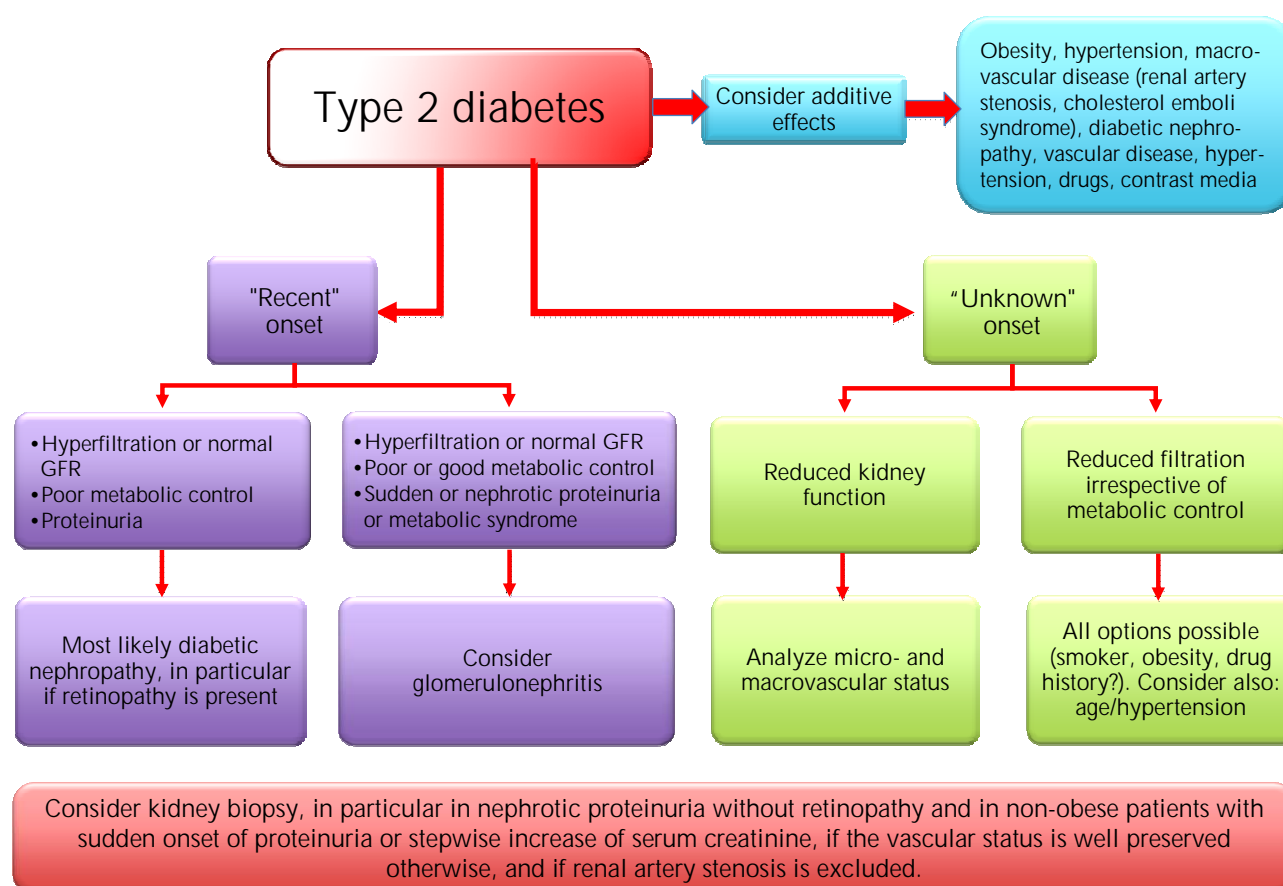 Type 2 diabetes
Consider additive
effects
Obesity, hypertension, macro-
vascular disease (renal artery
stenosis, cholesterol emboli
syndrome), diabetic nephro-
pathy, vascular disease, hyper-
tension, drugs, contrast media
"Recent"
onset
“Unknown"
onset
•Hyperfiltration or normal
GFR
•Poor metabolic control
•Proteinuria
•Hyperfiltration or normal GFR
•Poor or good metabolic control
•Sudden or nephrotic proteinuria
or metabolic syndrome
Reduced kidney
function
Reduced filtration
irrespective of
metabolic control
Most likely diabetic
nephropathy, in particular
if retinopathy is present
Consider
glomerulonephritis
Analyze micro- and
macrovascular status
All options possible
(smoker, obesity, drug
history?). Consider also:
age/hypertension
Consider kidney biopsy, in particular in nephrotic proteinuria without retinopathy and in non-obese patients with
sudden onset of proteinuria or stepwise increase of serum creatinine, if the vascular status is well preserved
otherwise, and if renal artery stenosis is excluded.